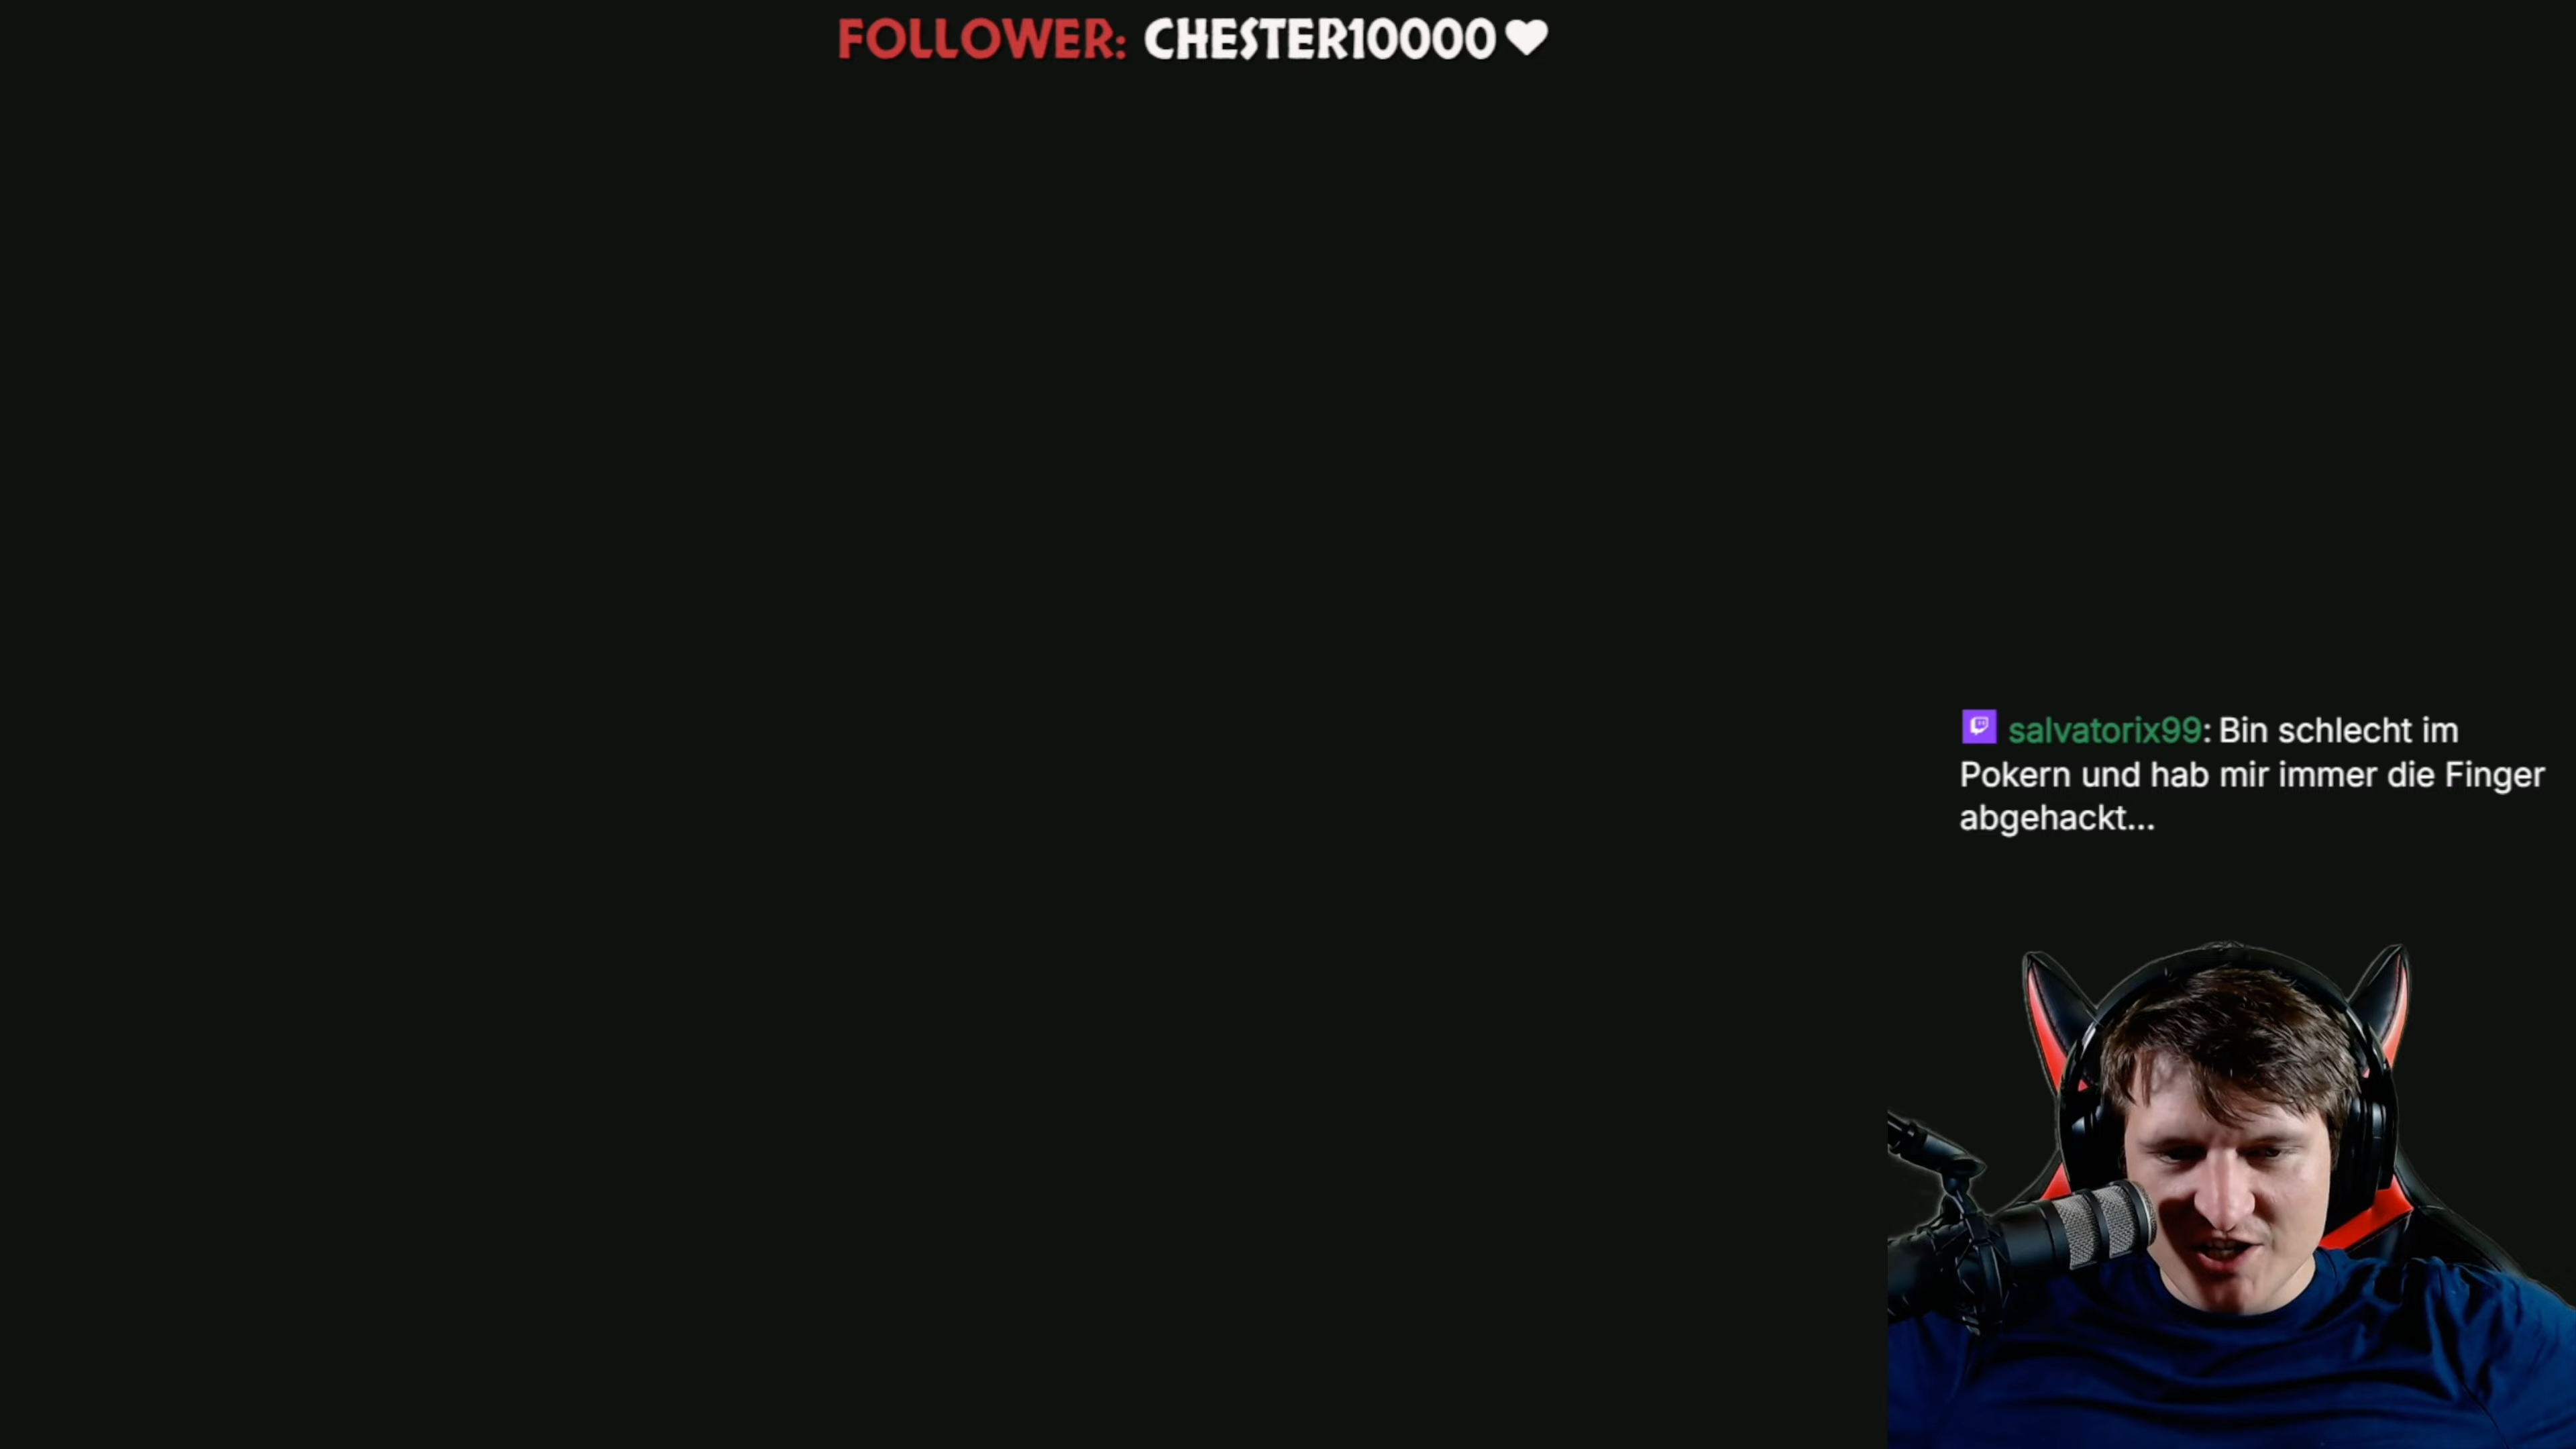 FOLLOWER: CHESTER10000
salvatorix99: Bin schlecht im
Pokern und hab mir immer die Finger
abgehackt...